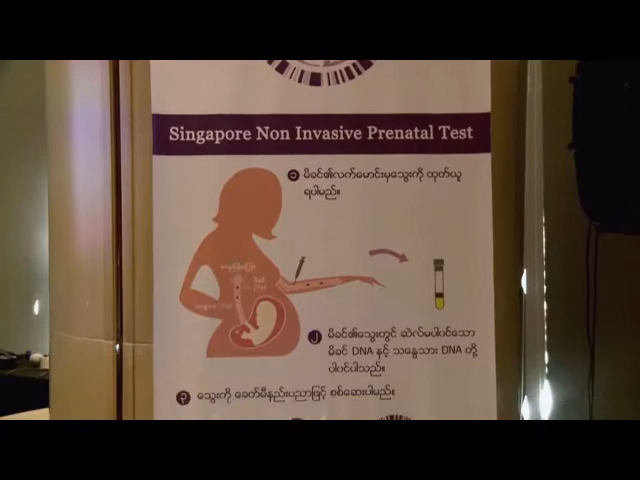 Singapore Non Invasive Prenatal Test
၁ မိခင်၏လက်မောင်းမှသွေးကို ထုတ်ယူ
ရပါမည်။
၂ မိခင်၏သွေးတွင် ဆဲလ်မပါဝင်သော
မိခင် DNA နှင့် သန္ဓေသား DNA တို့
ပါဝင်ပါသည်။
၃ သွေးကို ခေတ်မီနည်းပညာဖြင့် စစ်ဆေးပါမည်။